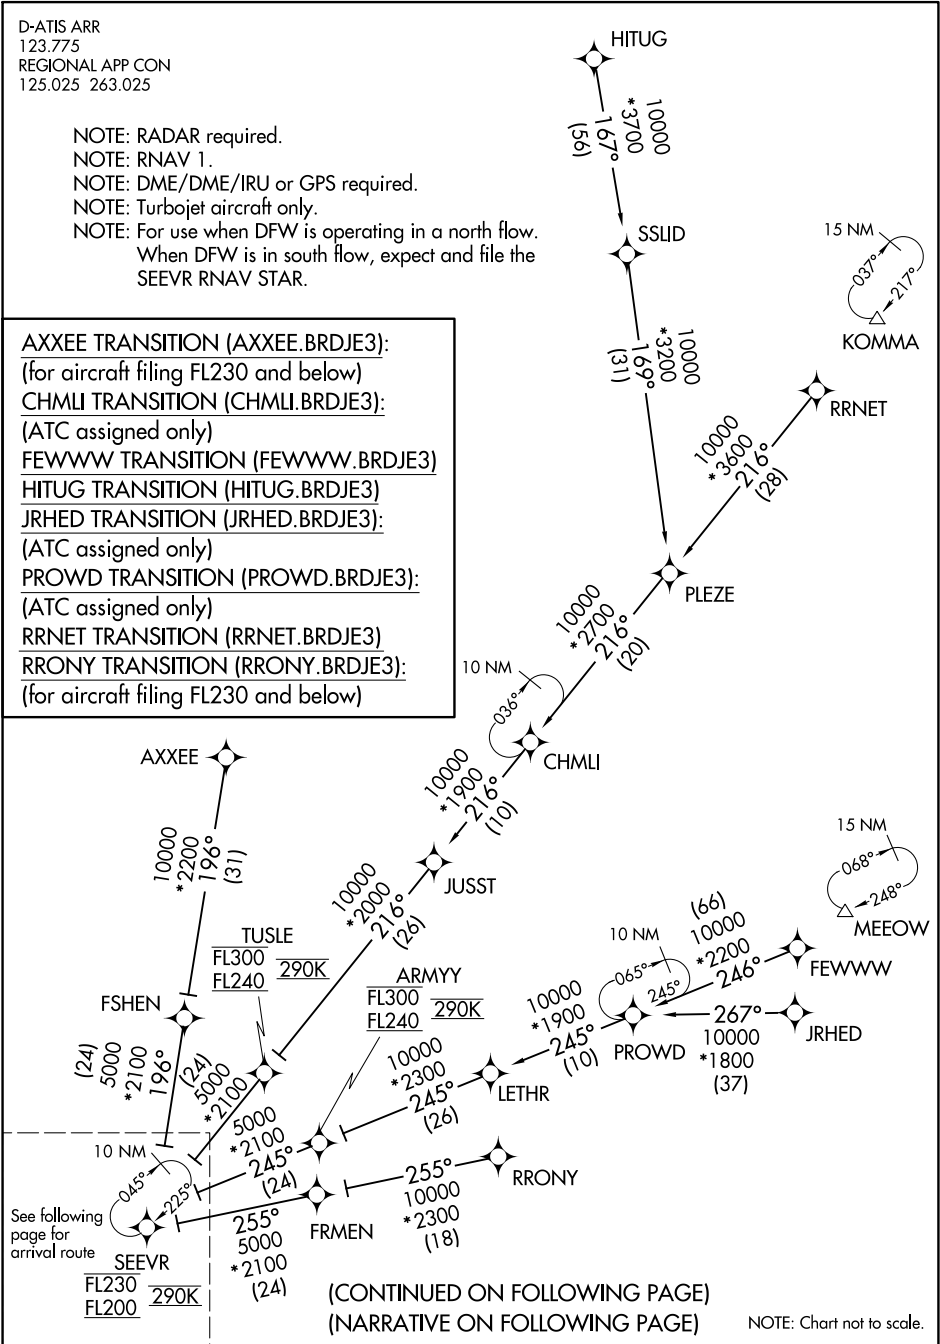 D-ATIS ARR
123.775
REGIONAL APP CON
125.025 263.025
NOTE: RADAR required.
NOTE: RNAV 1.
NOTE: DME/DME/IRU or GPS required.
NOTE: Turbojet aircraft only.
NOTE: For use when DFW is operating in a north flow.
When DFW is in south flow, expect and file the
SEEVR RNAV STAR.
AXXEE TRANSITION (AXXEE.BRDJE3):
(for aircraft filing FL230 and below)
CHMLI TRANSITION (CHMLI.BRDJE3):
(ATC assigned only)
FEWWW TRANSITION (FEWWW.BRDJE3)
HITUG TRANSITION (HITUG.BRDJE3)
JRHED TRANSITION (JRHED.BRDJE3):
(ATC assigned only)
PROWD TRANSITION (PROWD.BRDJE3):
(ATC assigned only)
RRNET TRANSITION (RRNET.BRDJE3)
RRONY TRANSITION (RRONY.BRDJE3):
(for aircraft filing FL230 and below)
HITUG
10000
*3700
167°
(56)
SSLID
10000
*3200
169°
(31)
15 NM
037°
217°
KOMMA
RRNET
10000
*3600
216°
(28)
PLEZE
10000
*2700
216°
(20)
10 NM
036°
CHMLI
10000
*1900
216°
(10)
JUSST
10000
*2000
216°
(26)
AXXEE
10000
*2200
196°
(31)
FSHEN
(24)
5000
*2100
196°
TUSLE
FL300
FL240
290K
(24)
5000
*2100
ARMYY
FL300
FL240
290K
15 NM
068°
248°
MEEOW
FEWWW
(66)
10000
*2200
246°
10 NM
065°
245°
PROWD
267°
10000
*1800
(37)
JRHED
10000
*1900
245°
(10)
LETHR
10000
*2300
245°
(26)
5000
*2100
245°
(24)
RRONY
255°
10000
*2300
(18)
FRMEN
255°
5000
*2100
(24)
10 NM
045°
225°
See following
page for
arrival route
SEEVR
FL230
FL200
290K
(CONTINUED ON FOLLOWING PAGE)
(NARRATIVE ON FOLLOWING PAGE)
NOTE: Chart not to scale.